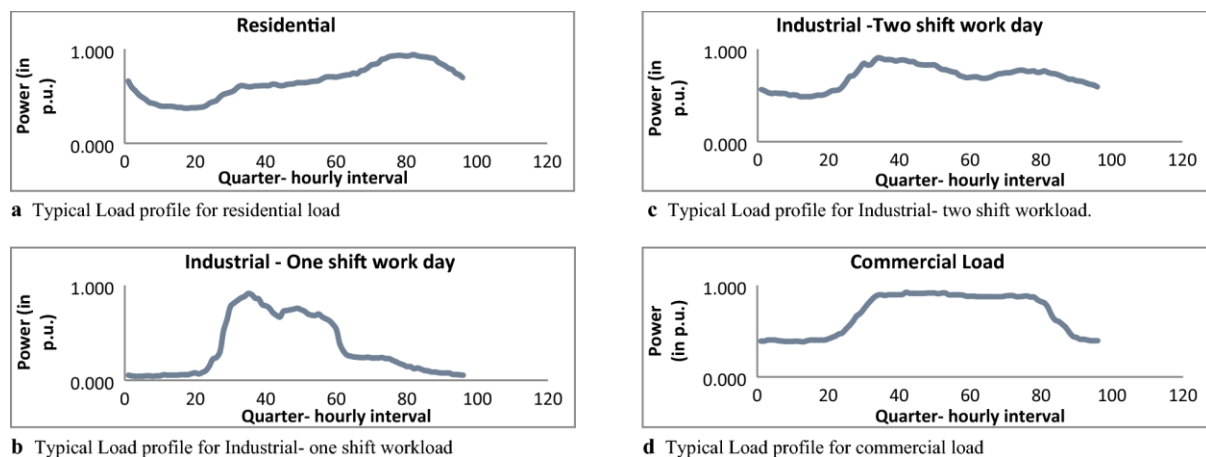 Residential
Power (in p.u.)
1.000
0.000
0 20 40 60 80 100 120
Quarter- hourly interval
a Typical Load profile for residential load
Industrial - One shift work day
Power (in p.u.)
1.000
0.000
0 20 40 60 80 100 120
Quarter- hourly interval
b Typical Load profile for Industrial- one shift workload
Industrial -Two shift work day
Power (in p.u.)
1.000
0.000
0 20 40 60 80 100 120
Quarter- hourly interval
c Typical Load profile for Industrial- two shift workload.
Commercial Load
Power
(in p.u.)
1.000
0.000
0 20 40 60 80 100 120
Quarter- hourly interval
d Typical Load profile for commercial load